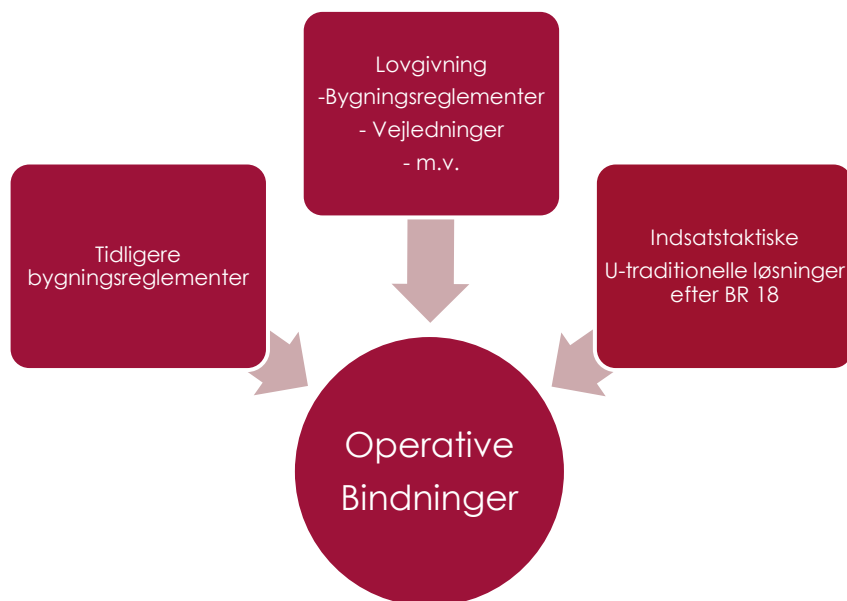 Lovgivning
-Bygningsreglementer
- Vejledninger
- m.v.
Tidligere
bygningsreglementer
Indsatstaktiske
U-traditionelle løsninger
efter BR 18
Operative
Bindninger